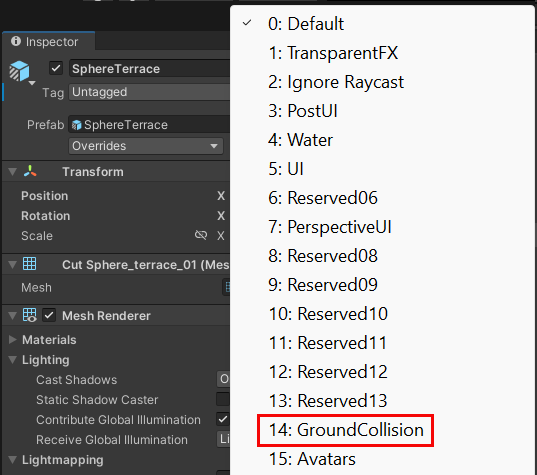 Inspector
SphereTerrace
Tag Untagged
Prefab SphereTerrace
Overrides
Transform
Position X
Rotation X
Scale X
Cut Sphere_terrace_01 (Mes
Mesh
Mesh Renderer
Materials
Lighting
Cast Shadows O
Static Shadow Caster
Contribute Global Illumination
Receive Global Illumination Li
Lightmapping
0: Default
1: TransparentFX
2: Ignore Raycast
3: PostUI
4: Water
5: UI
6: Reserved06
7: PerspectiveUI
8: Reserved08
9: Reserved09
10: Reserved10
11: Reserved11
12: Reserved12
13: Reserved13
14: GroundCollision
15: Avatars